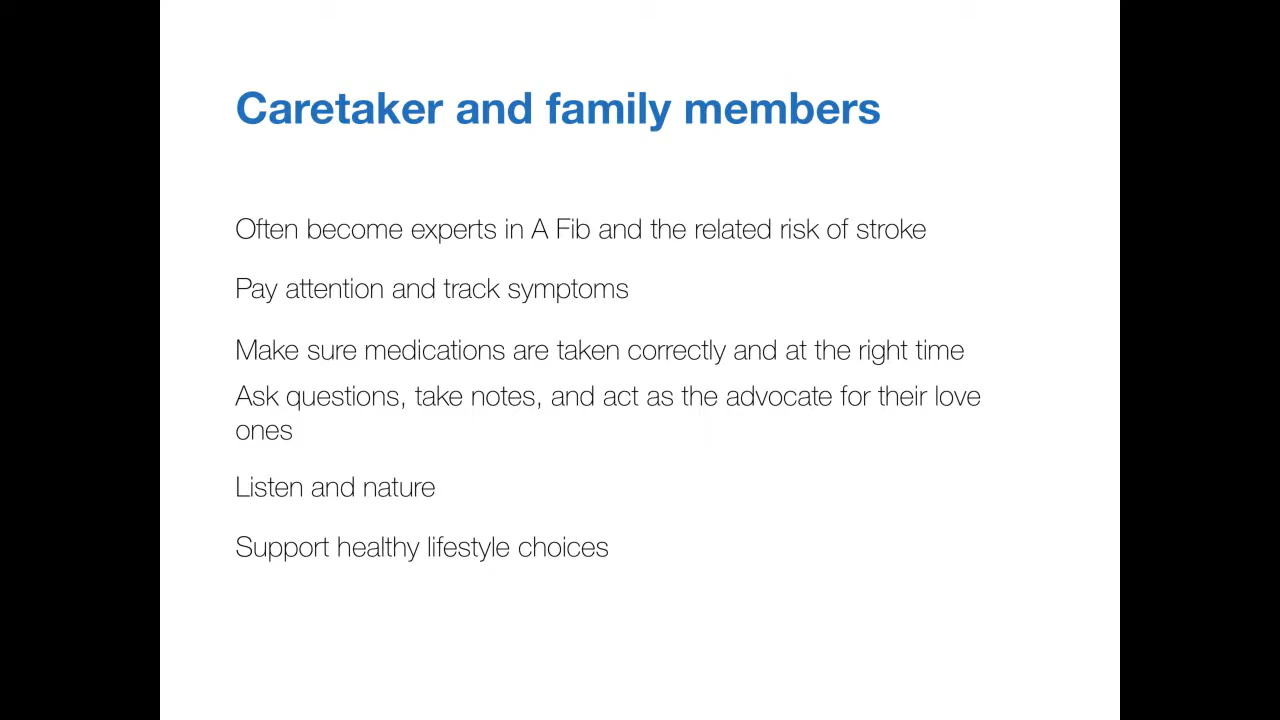 Caretaker and family members
Often become experts in A Fib and the related risk of stroke
Pay attention and track symptoms
Make sure medications are taken correctly and at the right time
Ask questions, take notes, and act as the advocate for their love
ones
Listen and nature
Support healthy lifestyle choices